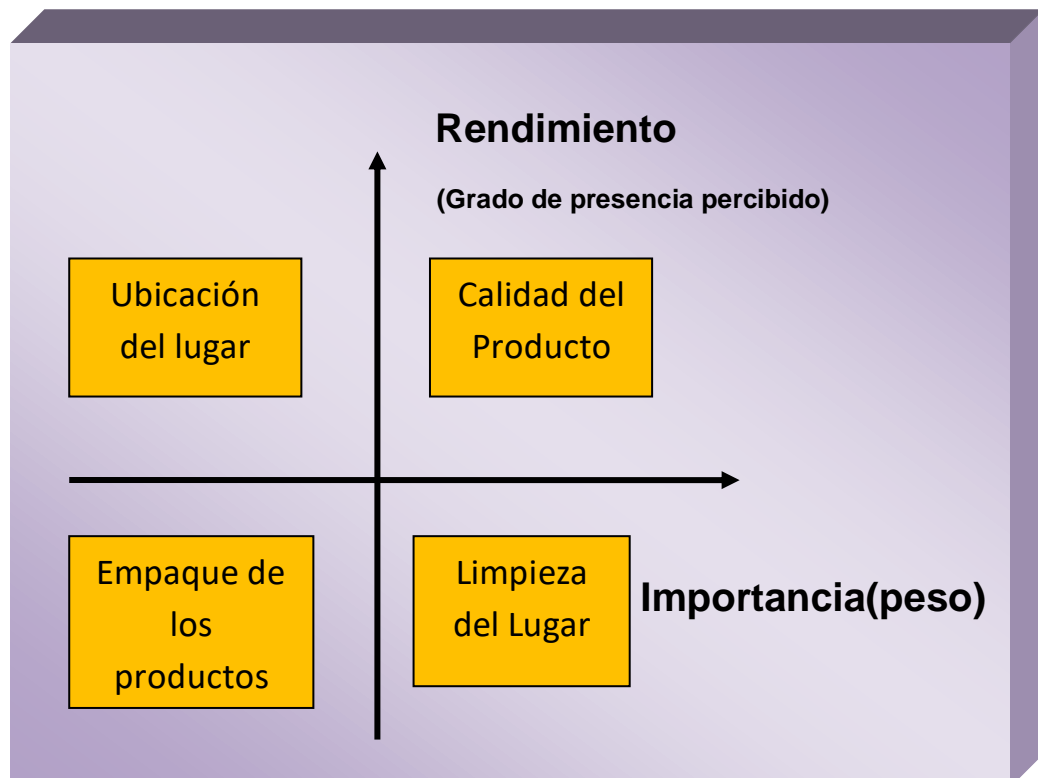 Rendimiento
(Grado de presencia percibido)
Ubicación
del lugar
Calidad del
Producto
Empaque de
los
productos
Limpieza
del Lugar
Importancia(peso)